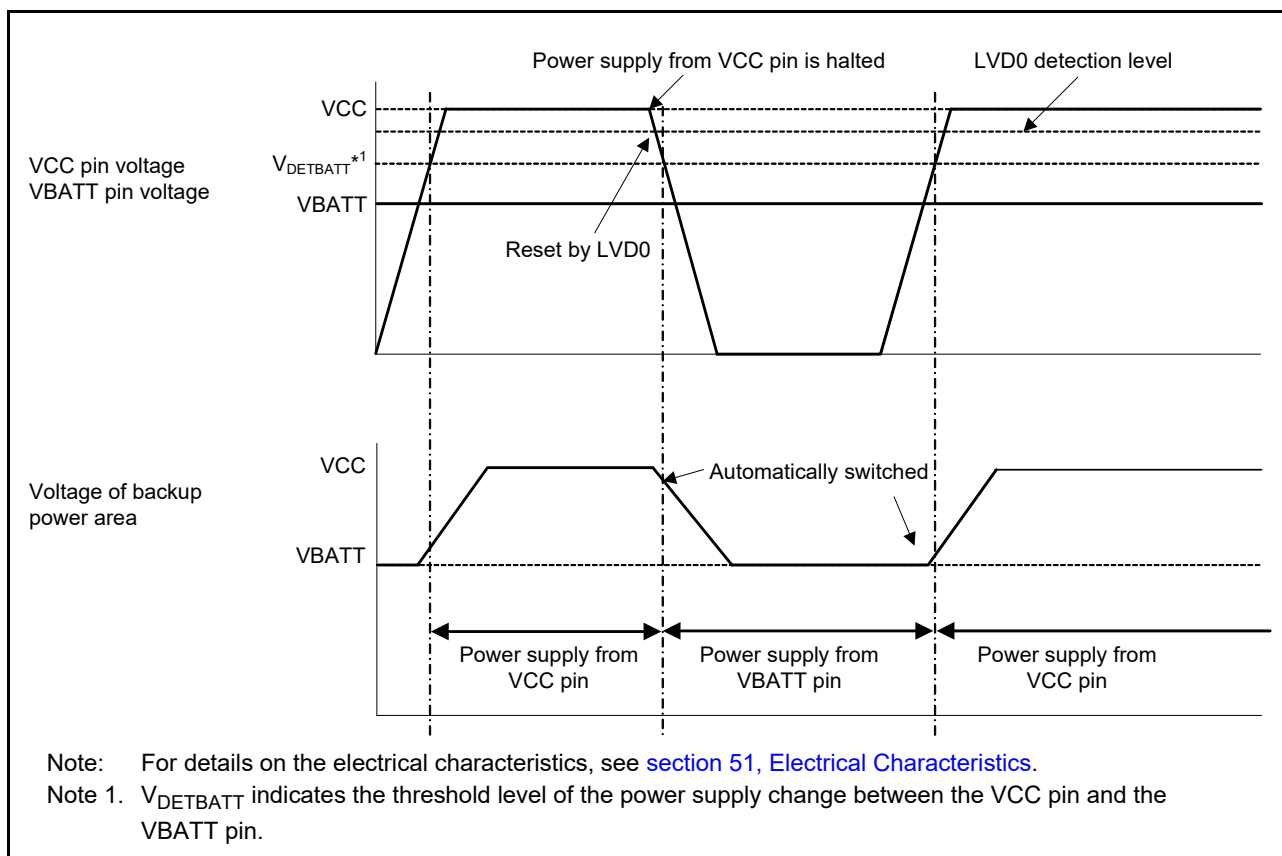 Power supply from VCC pin is halted
LVD0 detection level
VCC
VCC pin voltage
VBATT pin voltage
VDETBATT*1
VBATT
Reset by LVD0
VCC
Automatically switched
Voltage of backup
power area
VBATT
Power supply from
VCC pin
Power supply from
VBATT pin
Power supply from
VCC pin
Note: For details on the electrical characteristics, see section 51, Electrical Characteristics.
Note 1. VDETBATT indicates the threshold level of the power supply change between the VCC pin and the
VBATT pin.